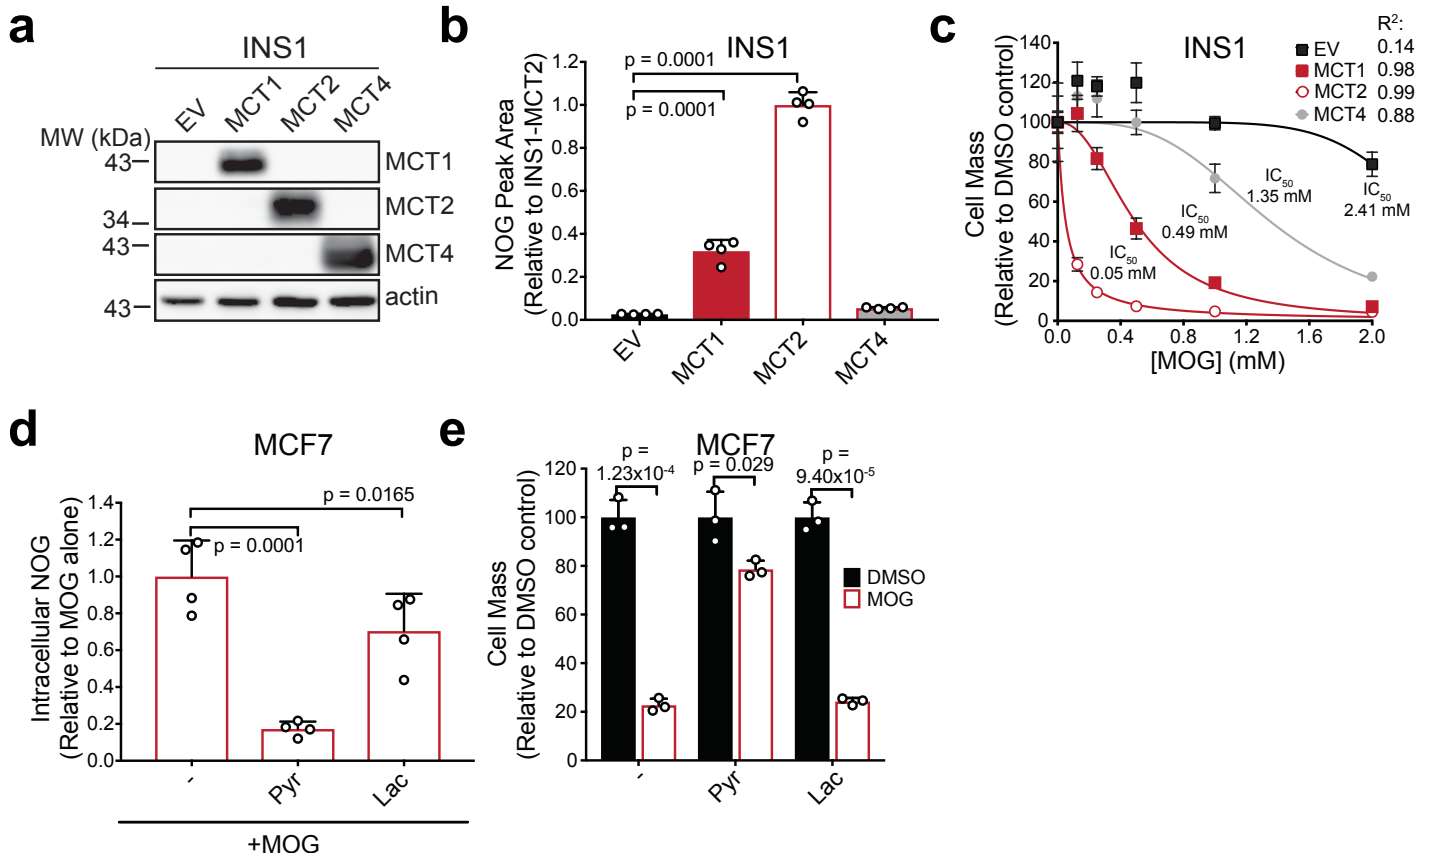 a
INS1
EV
MCT1
MCT2
MCT4
MW (kDa)
43
MCT1
34
MCT2
43
MCT4
43
actin
b
INS1
NOG Peak Area
(Relative to INS1-MCT2)
1.2
1.0
0.8
0.6
0.4
0.2
0.0
p = 0.0001
p = 0.0001
EV
MCT1
MCT2
MCT4
c
INS1
R²:
EV 0.14
MCT1 0.98
MCT2 0.99
MCT4 0.88
Cell Mass
(Relative to DMSO control)
140
120
100
80
60
40
20
0
IC₅₀
0.05 mM
IC₅₀
0.49 mM
IC₅₀
1.35 mM
IC₅₀
2.41 mM
0.0
0.4
0.8
1.2
1.6
2.0
[MOG] (mM)
d
MCF7
Intracellular NOG
(Relative to MOG alone)
1.4
1.2
1.0
0.8
0.6
0.4
0.2
0.0
p = 0.0165
p = 0.0001
-
Pyr
Lac
+MOG
e
MCF7
Cell Mass
(Relative to DMSO control)
120
100
80
60
40
20
0
p =
1.23x10⁻⁴
p = 0.029
p =
9.40x10⁻⁵
DMSO
MOG
-
Pyr
Lac